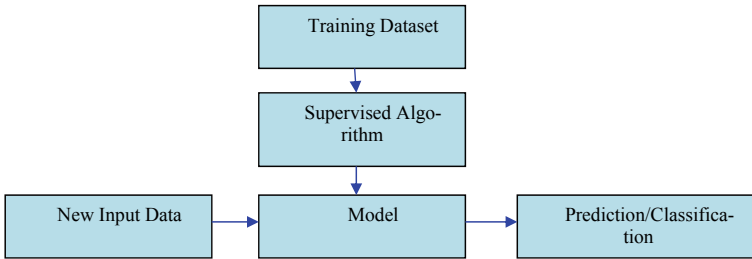 Training Dataset
Supervised Algo-
rithm
New Input Data
Model
Prediction/Classifica-
tion